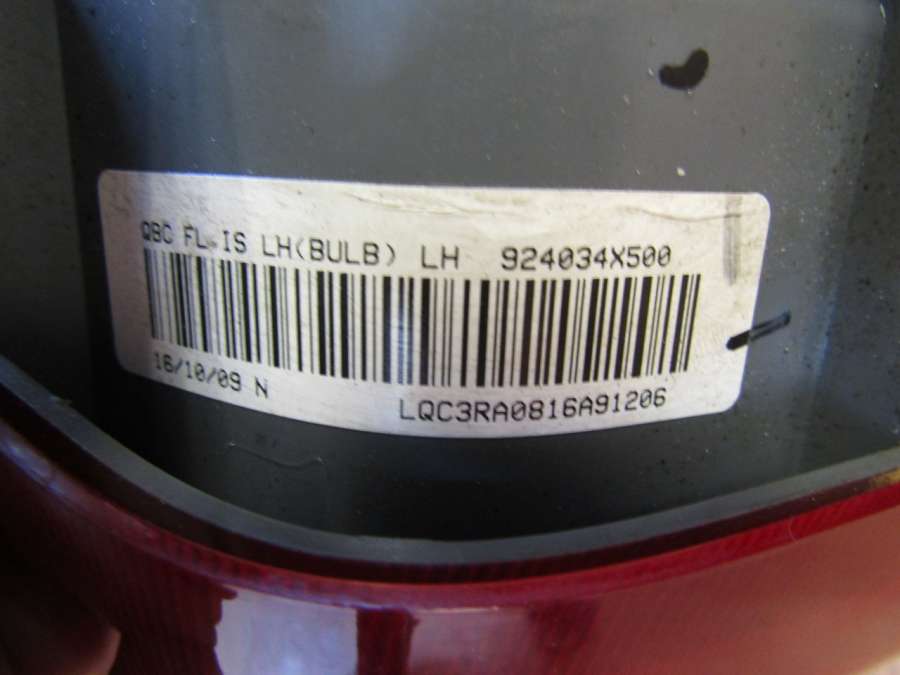 QBC FL IS LH(BULB) LH 924034X500
16/10/09 N
LQC3RA0816A91206